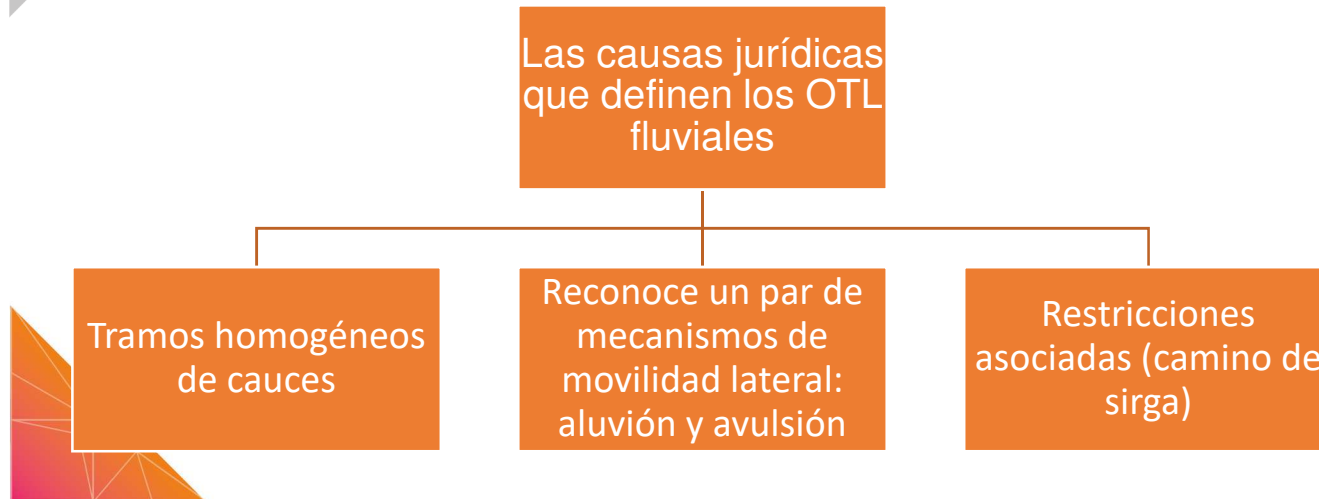 Las causas jurídicas
que definen los OTL
fluviales
Tramos homogéneos
de cauces
Reconoce un par de
mecanismos de
movilidad lateral:
aluvión y avulsión
Restricciones
asociadas (camino de
sirga)